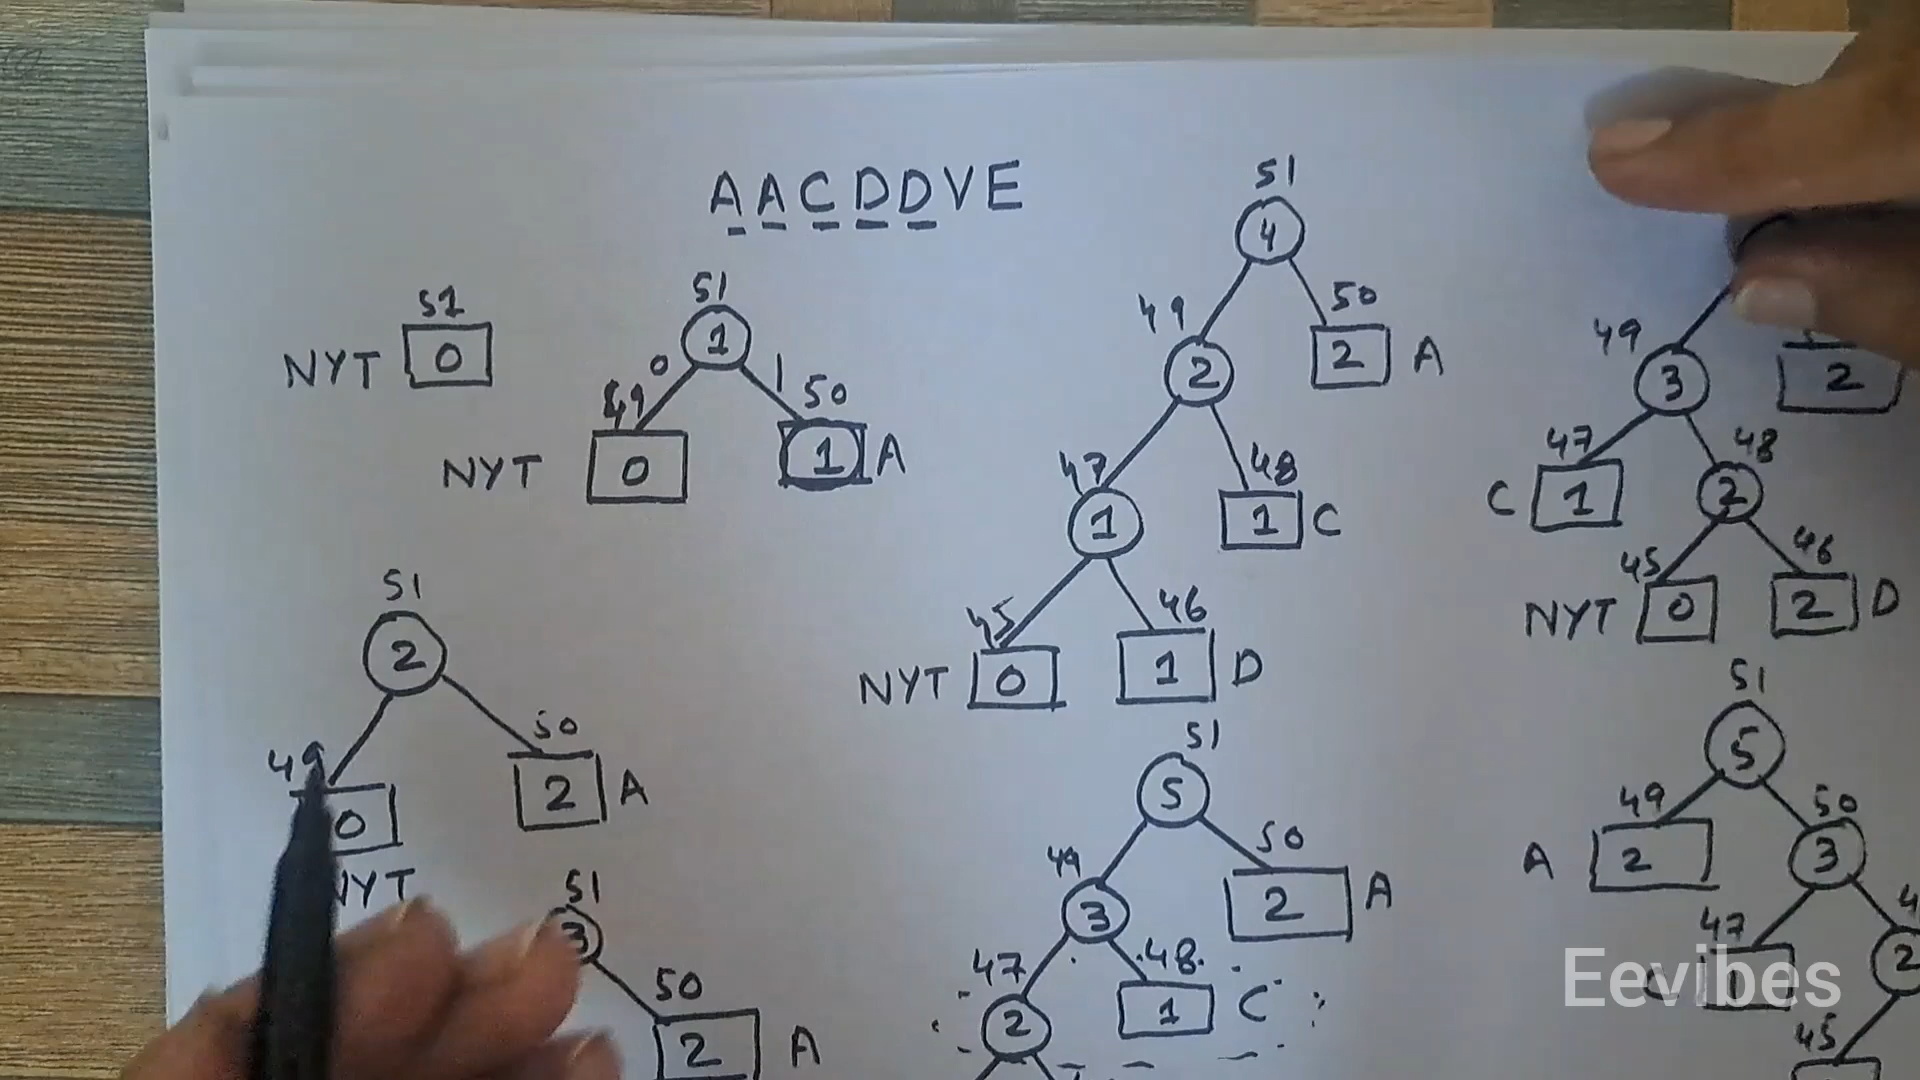 AACDDVE
51
NYT 0
51
1
0 1
49 50
NYT 0 1 A
51
4
49 50
2 2 A
47 48
1 1 C
45 46
NYT 0 1 D
49
3 2
47 48
C 1 2
45 46
NYT 0 2 D
51
2
49 50
0 2 A
NYT
51
3
50
2 A
51
5
49 50
3 2 A
47 48
2 1 C
51
5
49 50
A 2 3
47
2
45
Eevibes